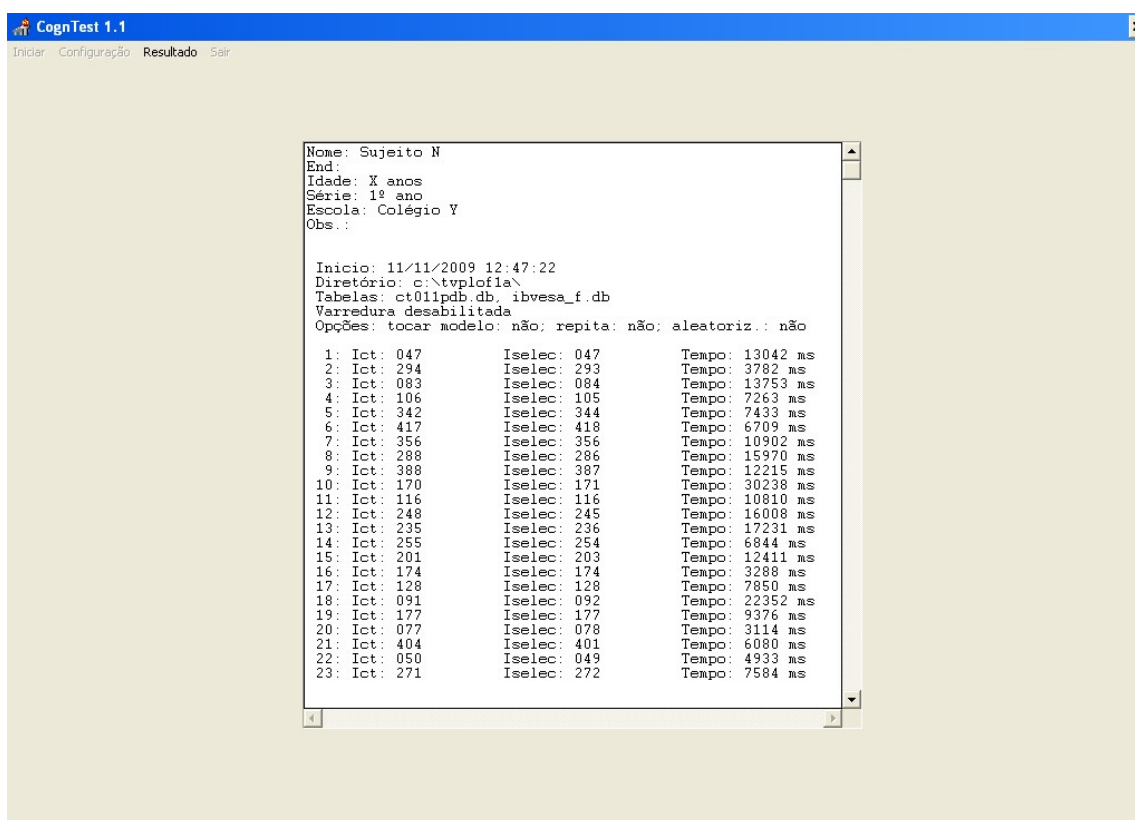 CognTest 1.1
Iniciar Configuração Resultado Sair
Nome: Sujeito N
End:
Idade: X anos
Série: 1º ano
Escola: Colégio Y
Obs.:
Inicio: 11/11/2009 12:47:22
Diretório: c:\tvplof1a\
Tabelas: ct011pdb.db, ibvesa_f.db
Varredura desabilitada
Opções: tocar modelo: não; repita: não; aleatoriz.: não
1: Ict: 047 Iselec: 047 Tempo: 13042 ms
2: Ict: 294 Iselec: 293 Tempo: 3782 ms
3: Ict: 083 Iselec: 084 Tempo: 13753 ms
4: Ict: 106 Iselec: 105 Tempo: 7263 ms
5: Ict: 342 Iselec: 344 Tempo: 7433 ms
6: Ict: 417 Iselec: 418 Tempo: 6709 ms
7: Ict: 356 Iselec: 356 Tempo: 10902 ms
8: Ict: 288 Iselec: 286 Tempo: 15970 ms
9: Ict: 388 Iselec: 387 Tempo: 12215 ms
10: Ict: 170 Iselec: 171 Tempo: 30238 ms
11: Ict: 116 Iselec: 116 Tempo: 10810 ms
12: Ict: 248 Iselec: 245 Tempo: 16008 ms
13: Ict: 235 Iselec: 236 Tempo: 17231 ms
14: Ict: 255 Iselec: 254 Tempo: 6844 ms
15: Ict: 201 Iselec: 203 Tempo: 12411 ms
16: Ict: 174 Iselec: 174 Tempo: 3288 ms
17: Ict: 128 Iselec: 128 Tempo: 7850 ms
18: Ict: 091 Iselec: 092 Tempo: 22352 ms
19: Ict: 177 Iselec: 177 Tempo: 9376 ms
20: Ict: 077 Iselec: 078 Tempo: 3114 ms
21: Ict: 404 Iselec: 401 Tempo: 6080 ms
22: Ict: 050 Iselec: 049 Tempo: 4933 ms
23: Ict: 271 Iselec: 272 Tempo: 7584 ms